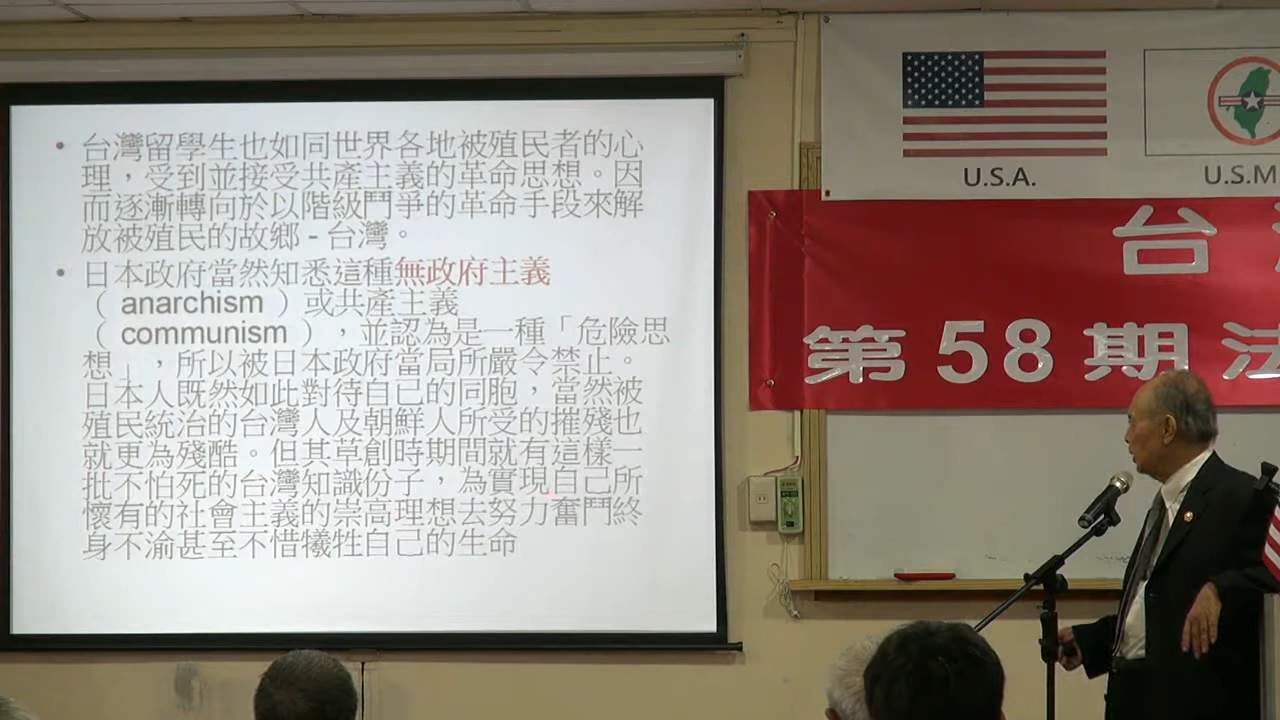 • 台灣留學生也如同世界各地被殖民者的心
理，受到並接受共產主義的革命思想。因
而逐漸轉向於以階級鬥爭的革命手段來解
放被殖民的故鄉 - 台灣。
• 日本政府當然知悉這種無政府主義
（ anarchism ）或共產主義
（ communism ），並認為是一種「危險思
想」，所以被日本政府當局所嚴令禁止。
日本人既然如此對待自己的同胞，當然被
殖民統治的台灣人及朝鮮人所受的摧殘也
就更為殘酷。但其草創時期間就有這樣一
批不怕死的台灣知識份子，為實現自己所
懷有的社會主義的崇高理想去努力奮鬥終
身不渝甚至不惜犧牲自己的生命
U.S.A.
U.S.M
台
第58期法